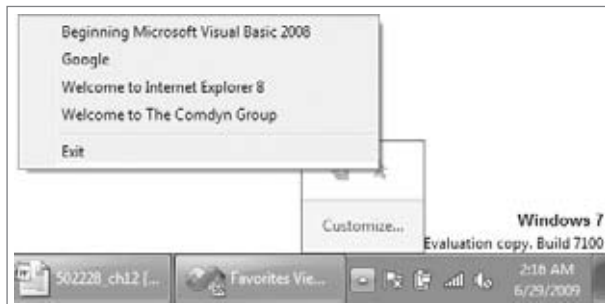 Beginning Microsoft Visual Basic 2008
Google
Welcome to Internet Explorer 8
Welcome to The Comdyn Group
Exit
Customize...
Windows 7
Evaluation copy. Build 7100
502228_ch12 [...
Favorites Vie...
2:16 AM
6/29/2009